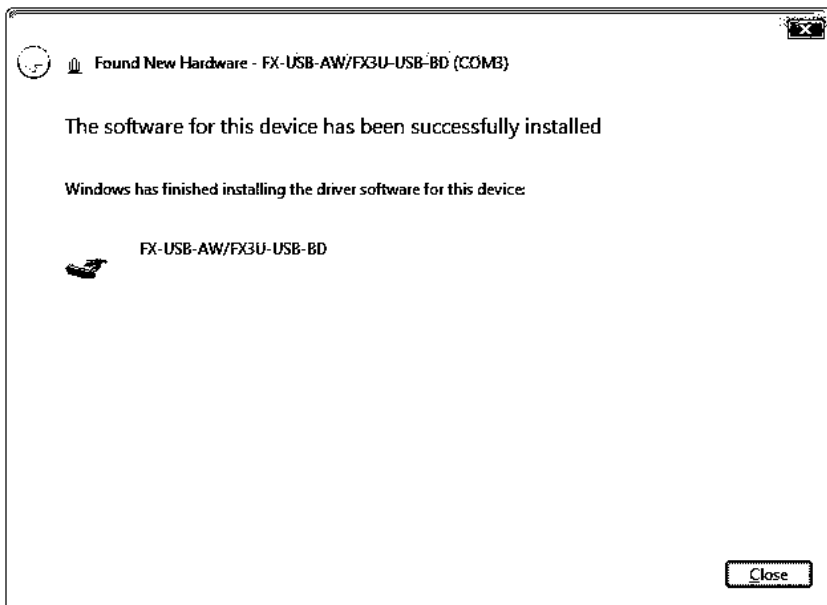 Found New Hardware - FX-USB-AW/FX3U-USB-BD (COM3)
The software for this device has been successfully installed
Windows has finished installing the driver software for this device:
FX-USB-AW/FX3U-USB-BD
Close